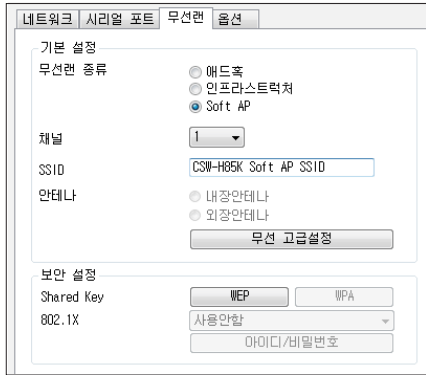 네트워크 시리얼 포트 무선랜 옵션
기본 설정
무선랜 종류 애드혹
인프라스트럭쳐
Soft AP
채널 1
SSID CSW-H85K Soft AP SSID
안테나 내장안테나
외장안테나
무선 고급설정
보안 설정
Shared Key WEP WPA
802.1X 사용안함
아이디/비밀번호